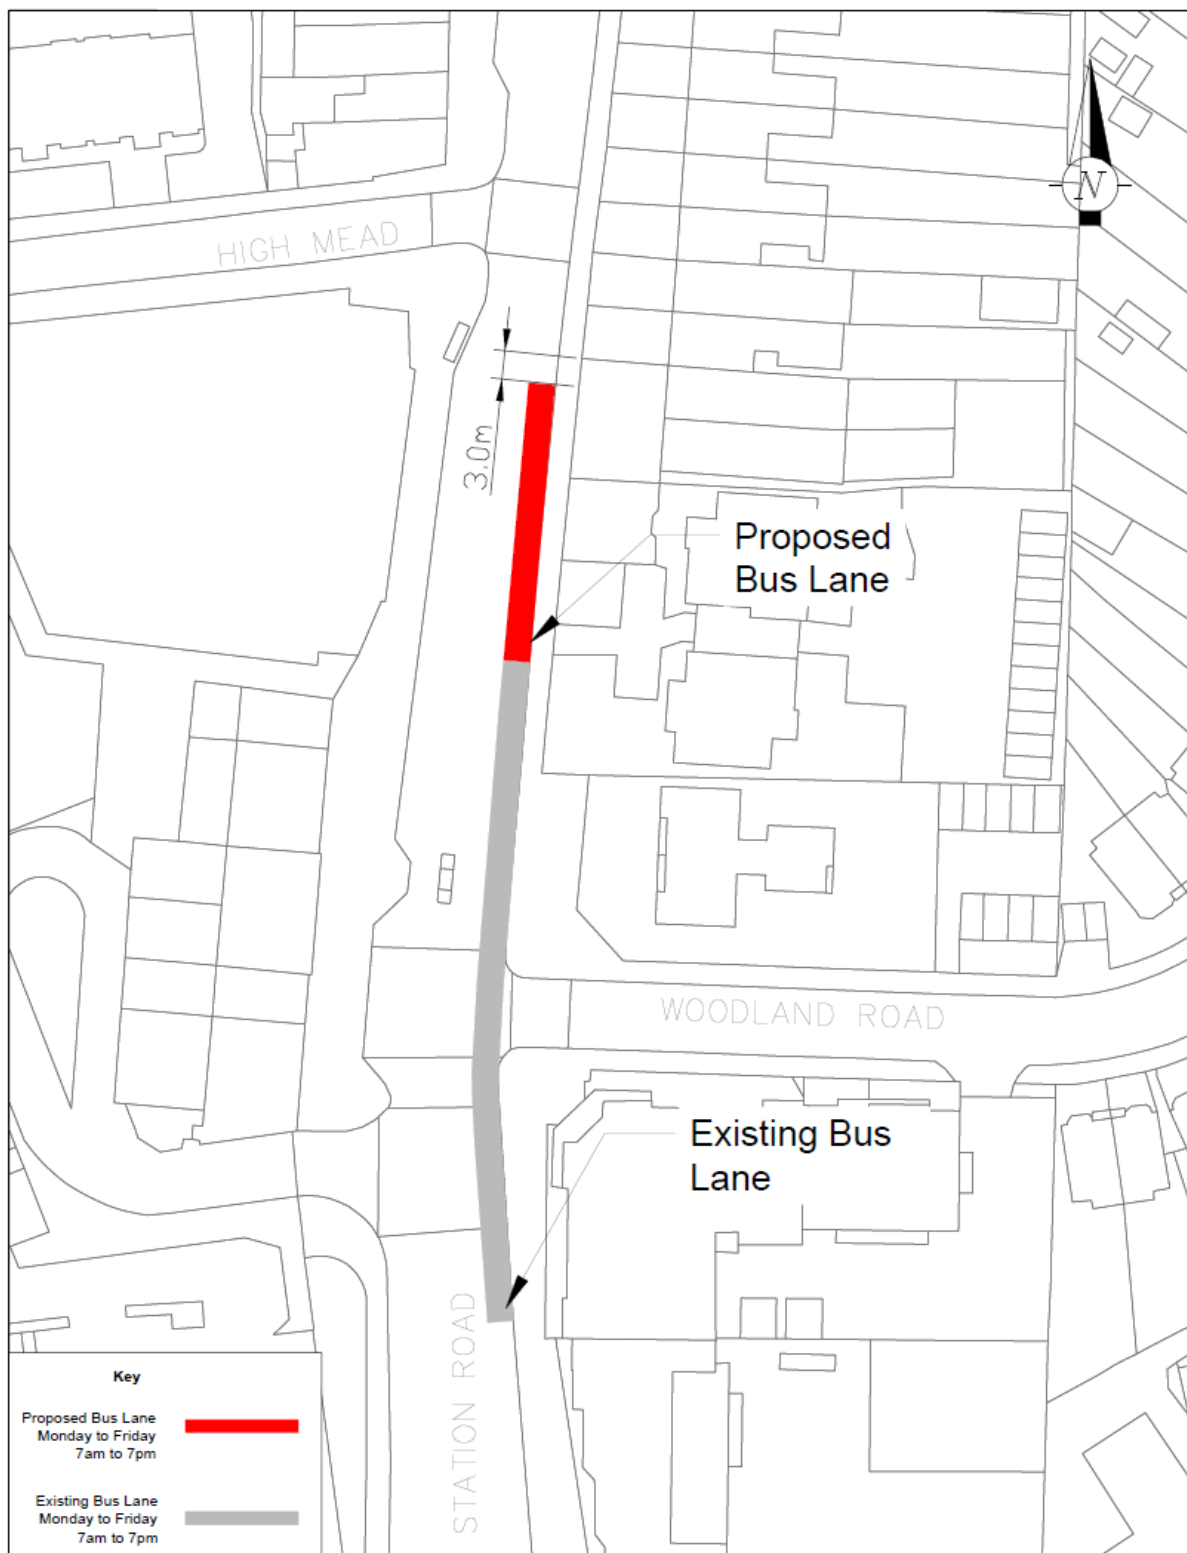 N
HIGH MEAD
3.0m
Proposed
Bus Lane
WOODLAND ROAD
Existing Bus
Lane
STATION ROAD
Key
Proposed Bus Lane
Monday to Friday
7am to 7pm
Existing Bus Lane
Monday to Friday
7am to 7pm